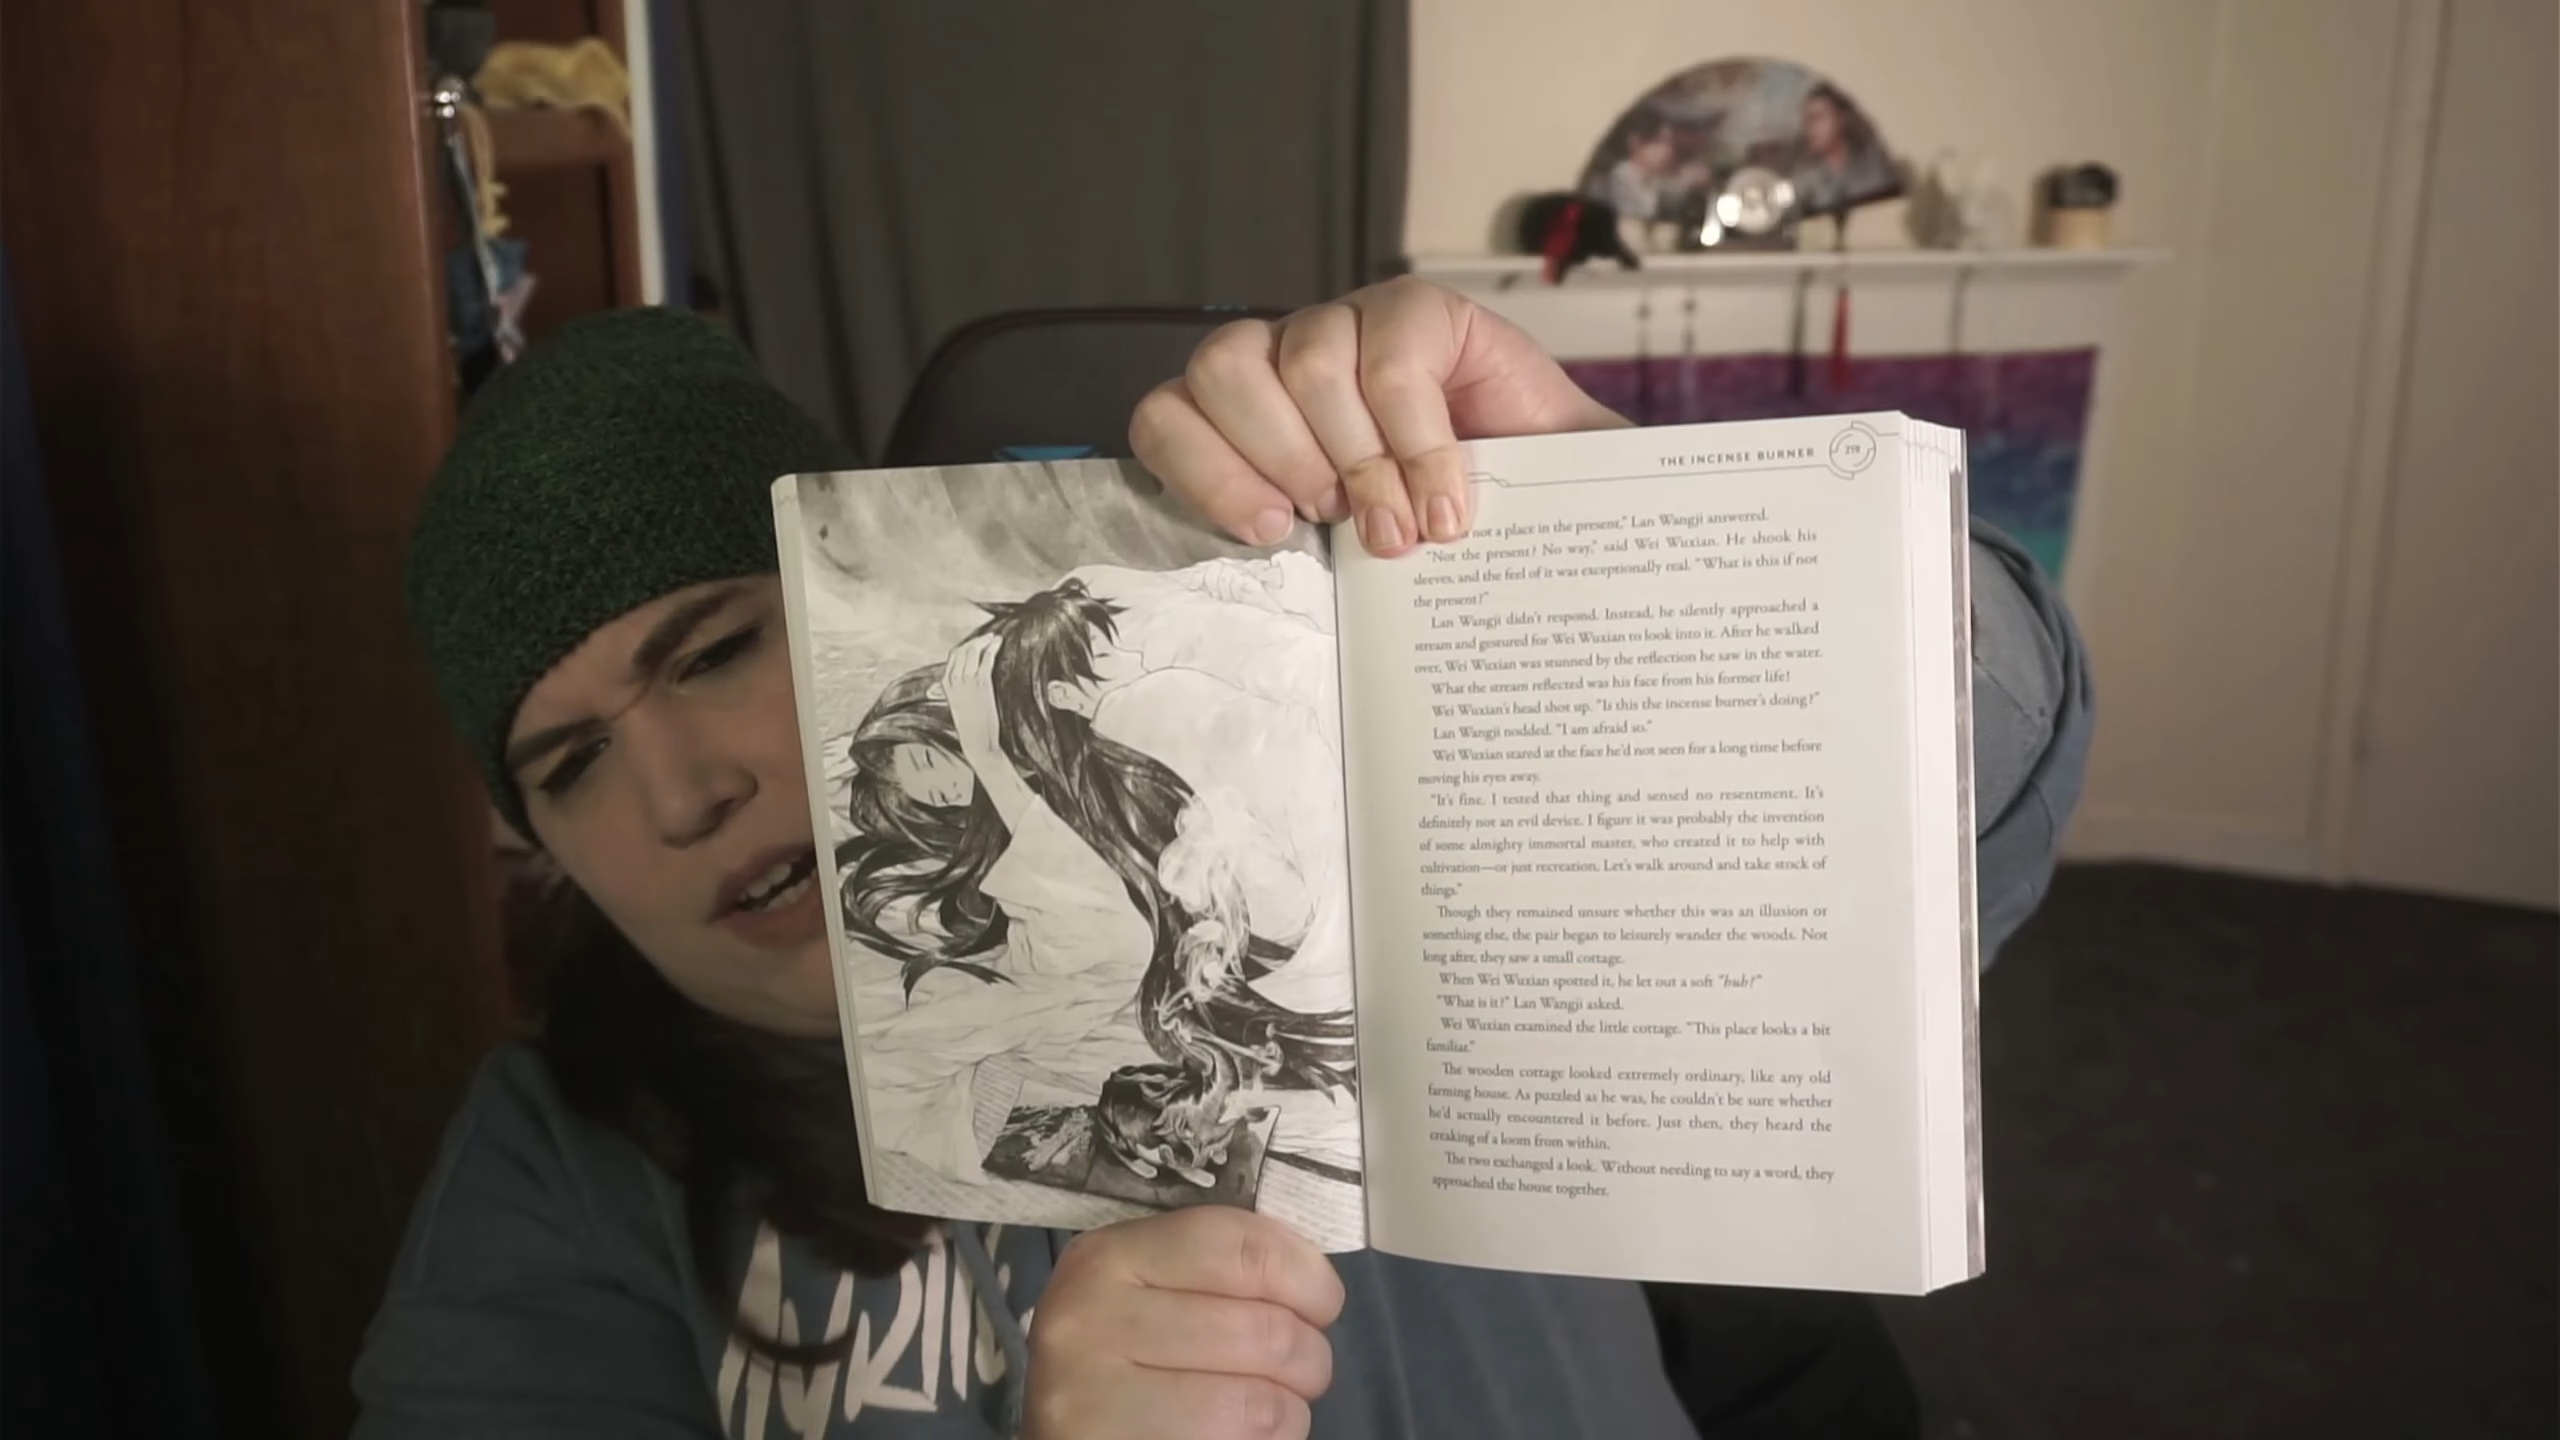 THE INCENSE BURNER 219
not a place in the present," Lan Wangji answered.
"Not the present? No way," said Wei Wuxian. He shook his
sleeves, and the feel of it was exceptionally real. "What is this if not
the present?"
Lan Wangji didn't respond. Instead, he silently approached a
stream and gestured for Wei Wuxian to look into it. After he walked
over, Wei Wuxian was stunned by the reflection he saw in the water.
What the stream reflected was his face from his former life!
Wei Wuxian's head shot up. "Is this the incense burner's doing?"
Lan Wangji nodded. "I am afraid so."
Wei Wuxian stared at the face he'd not seen for a long time before
moving his eyes away.
"It's fine. I tested that thing and sensed no resentment. It's
definitely not an evil device. I figure it was probably the invention
of some almighty immortal master, who created it to help with
cultivation—or just recreation. Let's walk around and take stock of
things."
Though they remained unsure whether this was an illusion or
something else, the pair began to leisurely wander the woods. Not
long after, they saw a small cottage.
When Wei Wuxian spotted it, he let out a soft "huh?"
"What is it?" Lan Wangji asked.
Wei Wuxian examined the little cottage. "This place looks a bit
familiar."
The wooden cottage looked extremely ordinary, like any old
farming house. As puzzled as he was, he couldn't be sure whether
he'd actually encountered it before. Just then, they heard the
creaking of a loom from within.
The two exchanged a look. Without needing to say a word, they
approached the house together.